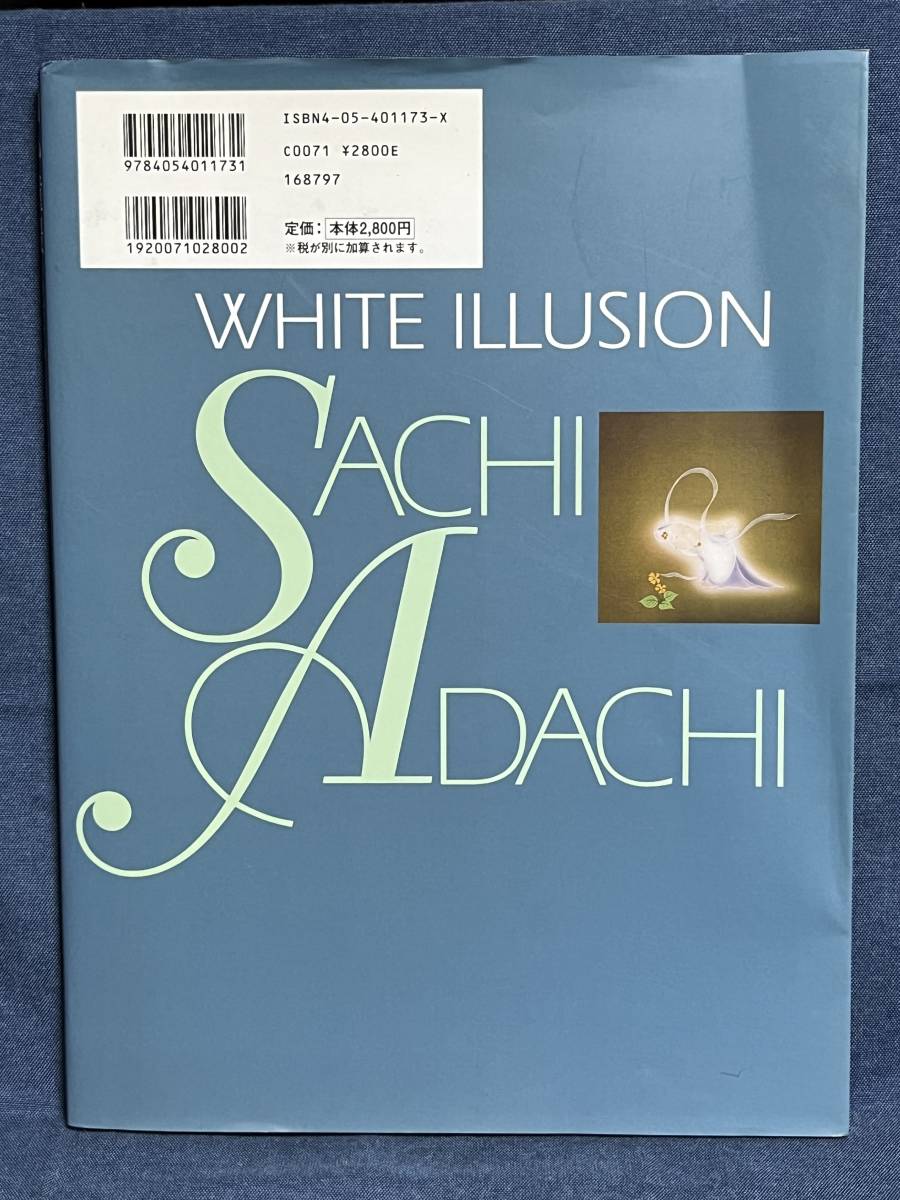 ISBN4-05-401173-X
9784054011731
C0071 ¥2800E
168797
1920071028002
定価：本体2,800円
※税が別に加算されます。
WHITE ILLUSION
SACHI
ADACHI